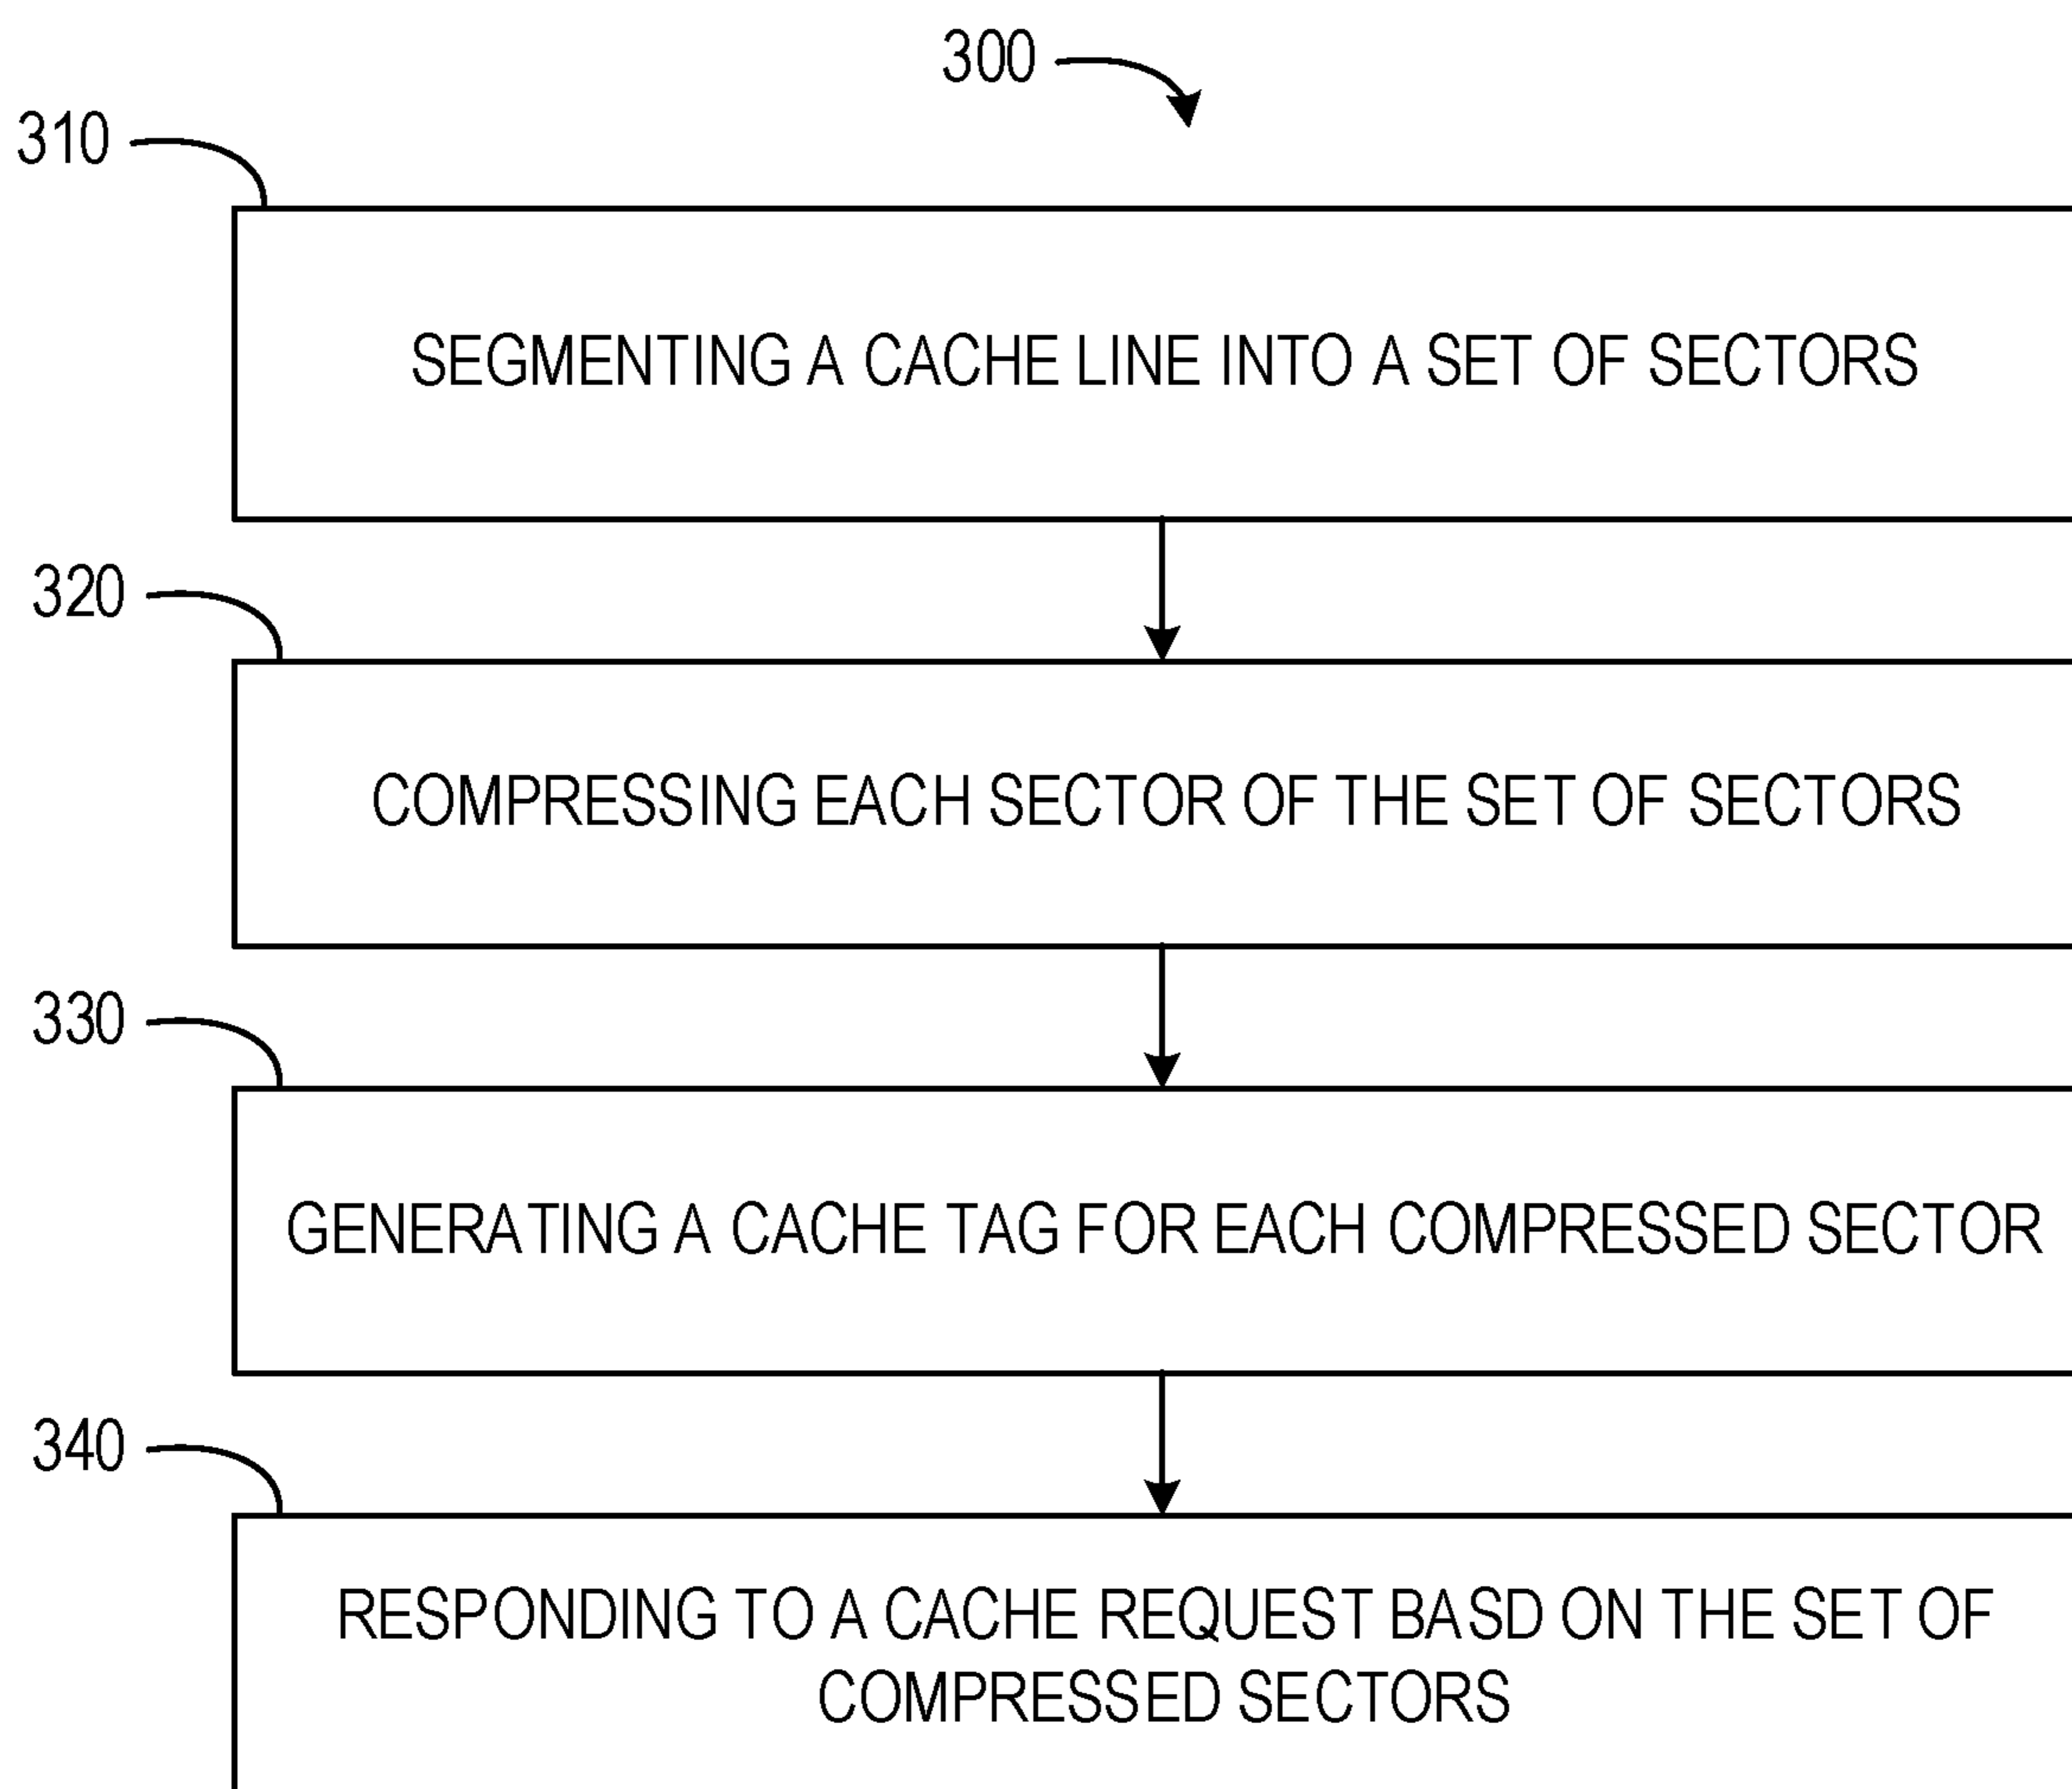 300
310
SEGMENTING A CACHE LINE INTO A SET OF SECTORS
320
COMPRESSING EACH SECTOR OF THE SET OF SECTORS
330
GENERATING A CACHE TAG FOR EACH COMPRESSED SECTOR
340
RESPONDING TO A CACHE REQUEST BASD ON THE SET OF
COMPRESSED SECTORS